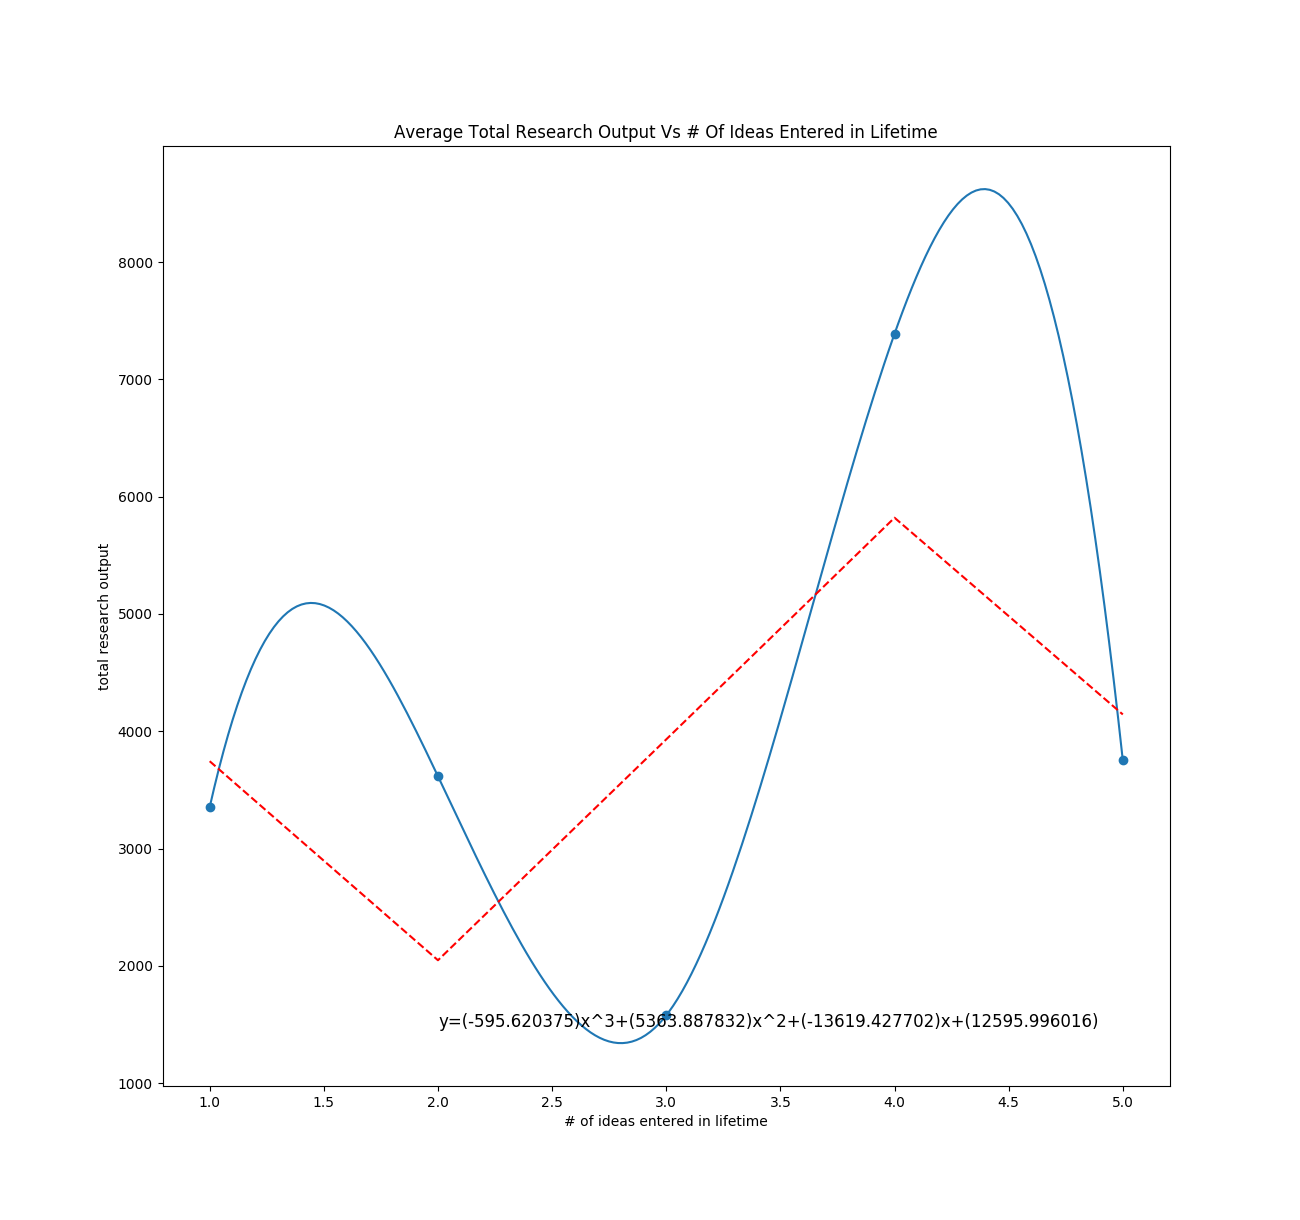 Average Total Research Output Vs # Of Ideas Entered in Lifetime
8000
7000
6000
5000
4000
3000
2000
1000
total research output
y=(-595.620375)x^3+(5363.887832)x^2+(-13619.427702)x+(12595.996016)
1.0 1.5 2.0 2.5 3.0 3.5 4.0 4.5 5.0
# of ideas entered in lifetime